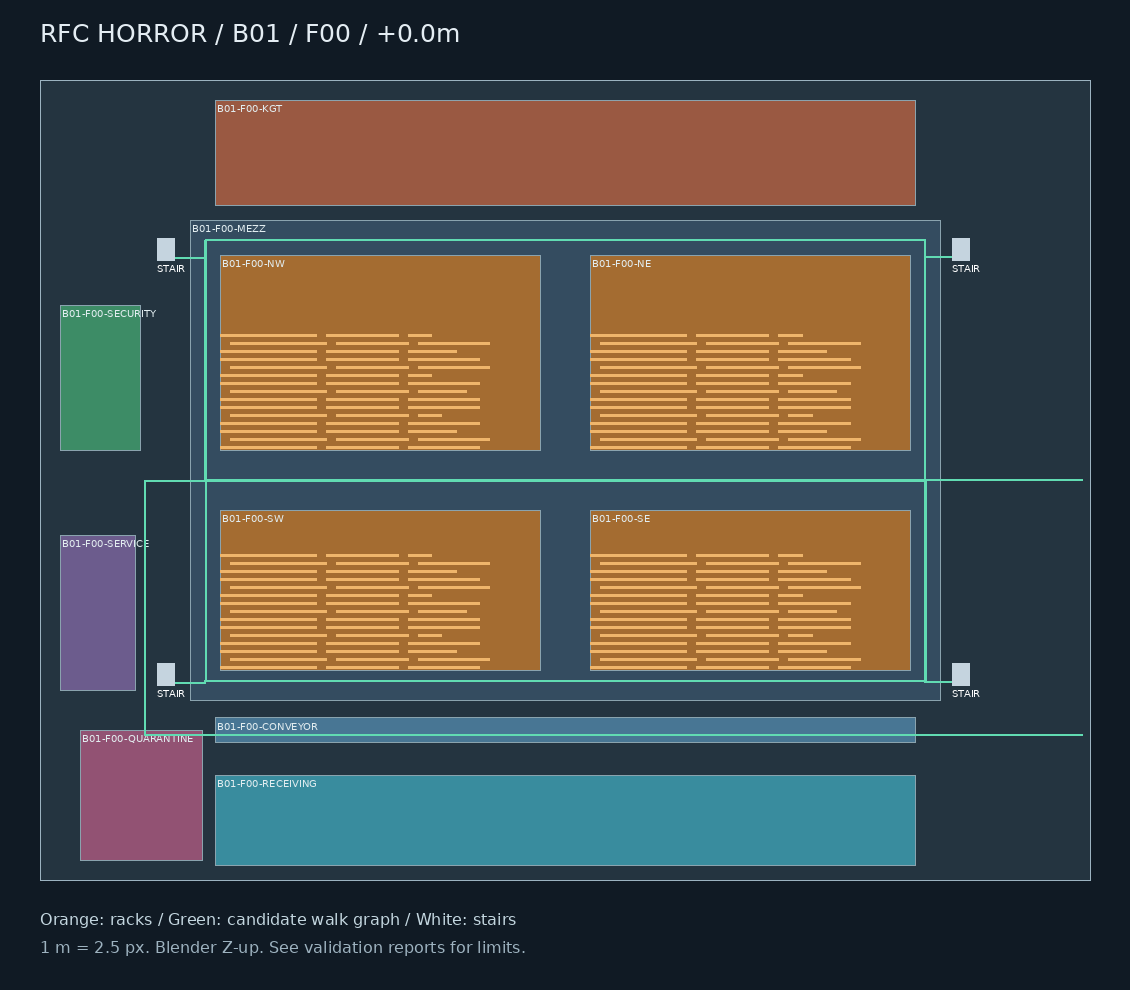 RFC HORROR / B01 / F00 / +0.0m
B01-F00-KGT
B01-F00-MEZZ
STAIR
STAIR
B01-F00-NW
B01-F00-NE
B01-F00-SECURITY
B01-F00-SW
B01-F00-SE
B01-F00-SERVICE
STAIR
STAIR
B01-F00-CONVEYOR
B01-F00-QUARANTINE
B01-F00-RECEIVING
Orange: racks / Green: candidate walk graph / White: stairs
1 m = 2.5 px. Blender Z-up. See validation reports for limits.